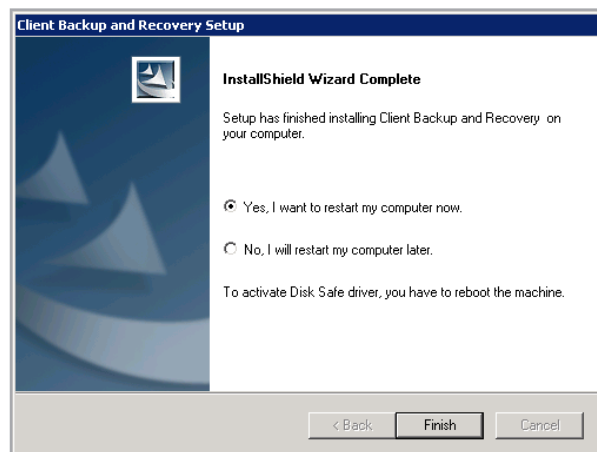 Client Backup and Recovery Setup
InstallShield Wizard Complete
Setup has finished installing Client Backup and Recovery on
your computer.
Yes, I want to restart my computer now.
No, I will restart my computer later.
To activate Disk Safe driver, you have to reboot the machine.
< Back Finish Cancel